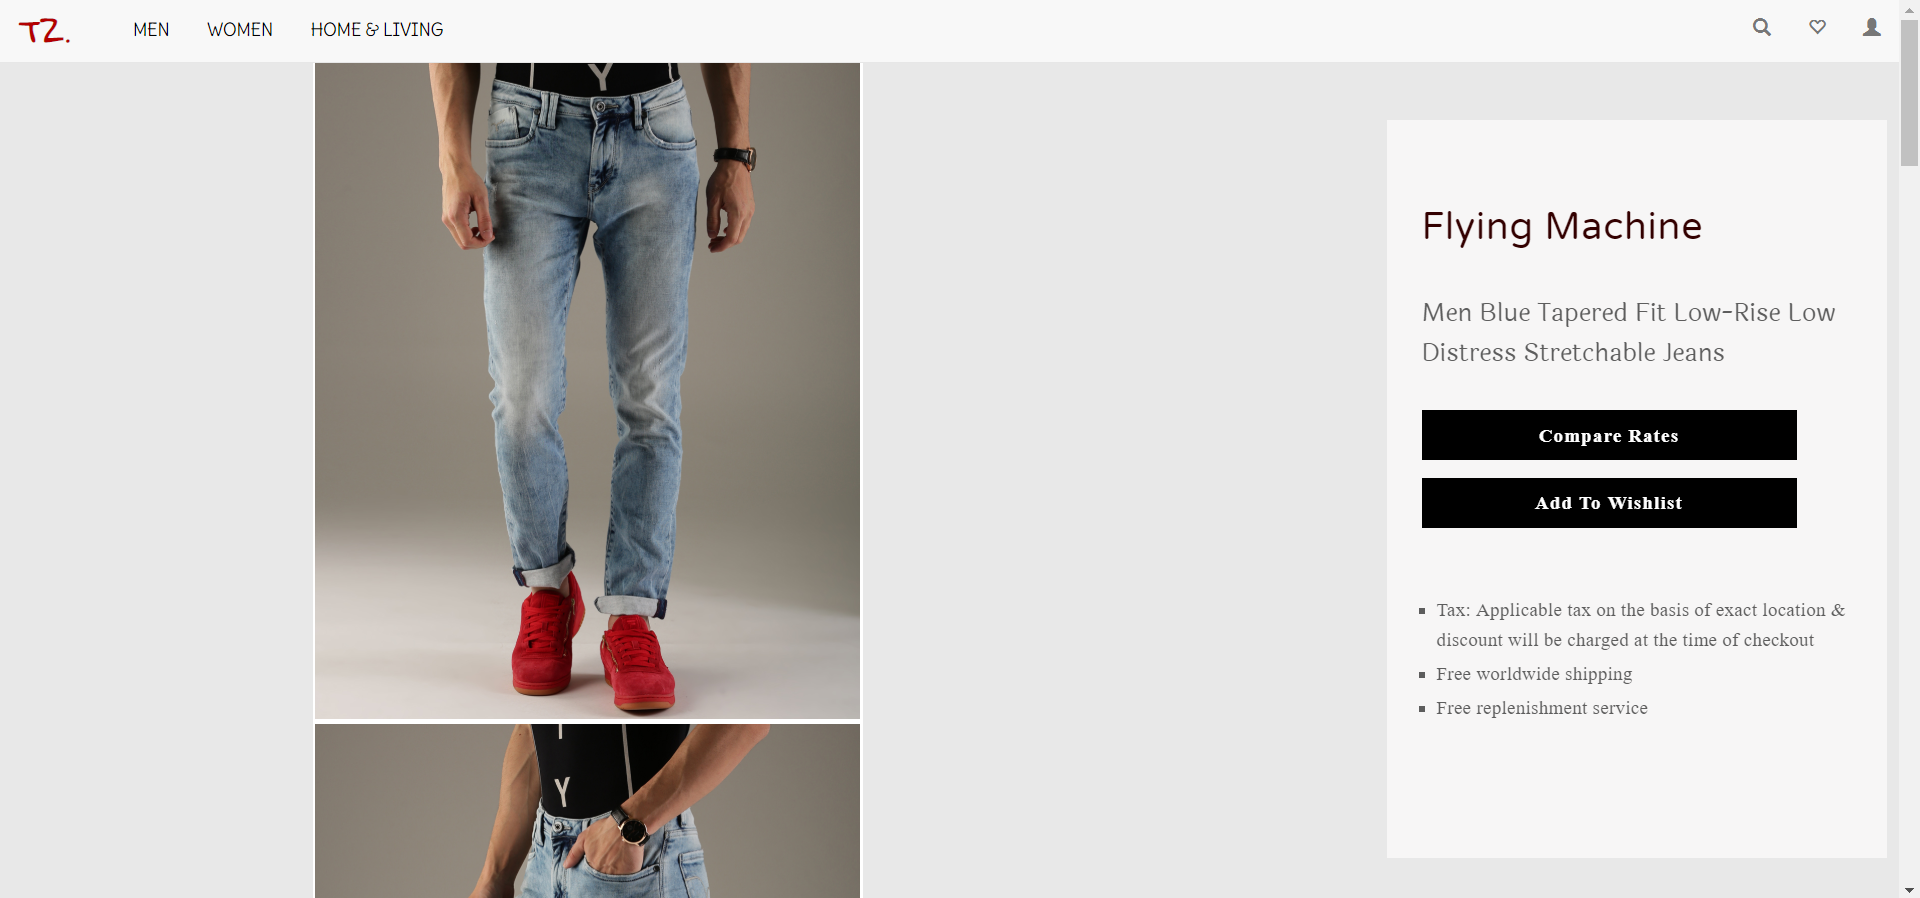 TZ.
MEN
WOMEN
HOME & LIVING
Y
Flying Machine
Men Blue Tapered Fit Low-Rise Low
Distress Stretchable Jeans
Compare Rates
Add To Wishlist
Tax: Applicable tax on the basis of exact location &
discount will be charged at the time of checkout
Free worldwide shipping
Free replenishment service
Y